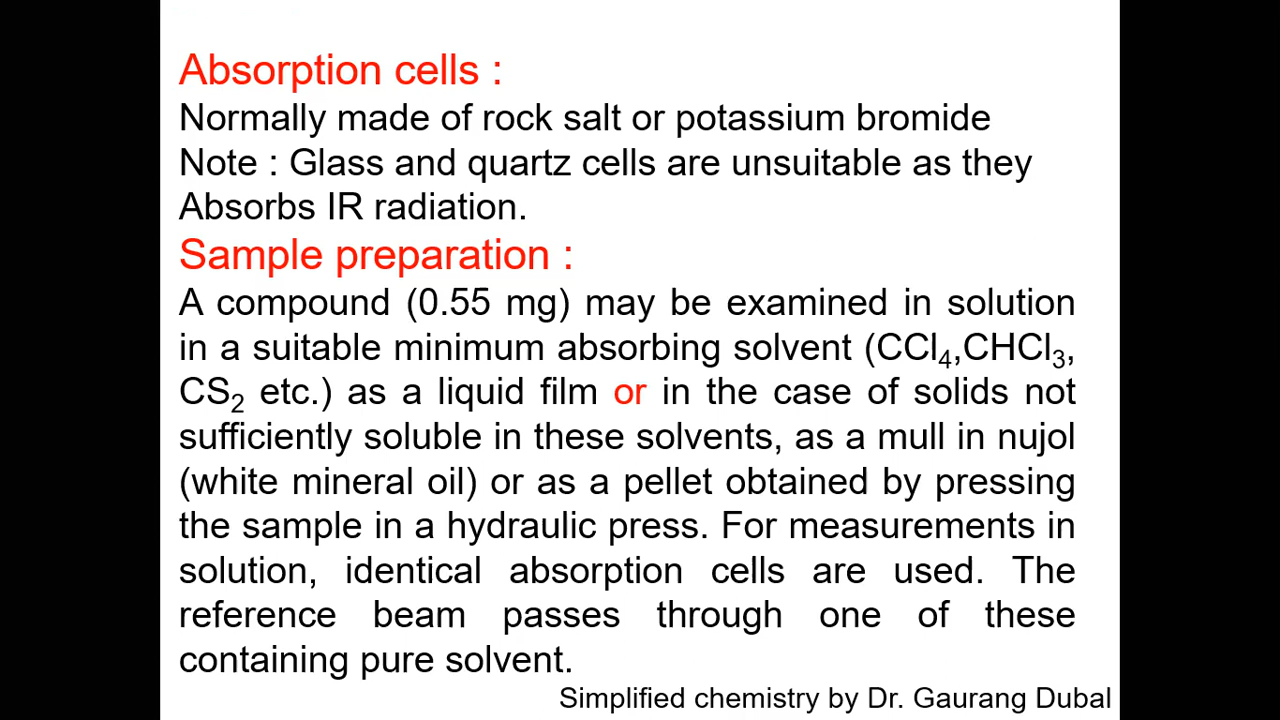 Absorption cells :
Normally made of rock salt or potassium bromide
Note : Glass and quartz cells are unsuitable as they
Absorbs IR radiation.
Sample preparation :
A compound (0.55 mg) may be examined in solution
in a suitable minimum absorbing solvent (CCl₄,CHCl₃,
CS₂ etc.) as a liquid film or in the case of solids not
sufficiently soluble in these solvents, as a mull in nujol
(white mineral oil) or as a pellet obtained by pressing
the sample in a hydraulic press. For measurements in
solution, identical absorption cells are used. The
reference beam passes through one of these
containing pure solvent.
Simplified chemistry by Dr. Gaurang Dubal